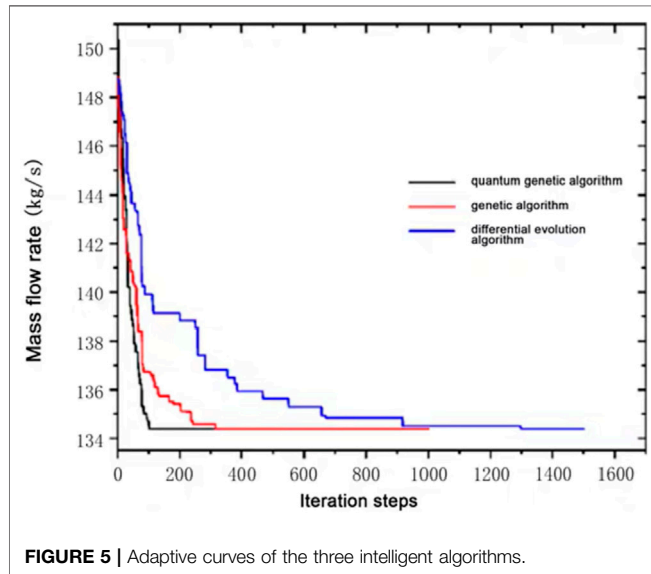 150
148
146
144
142
140
138
136
134
Mass flow rate (kg/s)
quantum genetic algorithm
genetic algorithm
differential evolution
algorithm
0 200 400 600 800 1000 1200 1400 1600
Iteration steps
FIGURE 5 | Adaptive curves of the three intelligent algorithms.